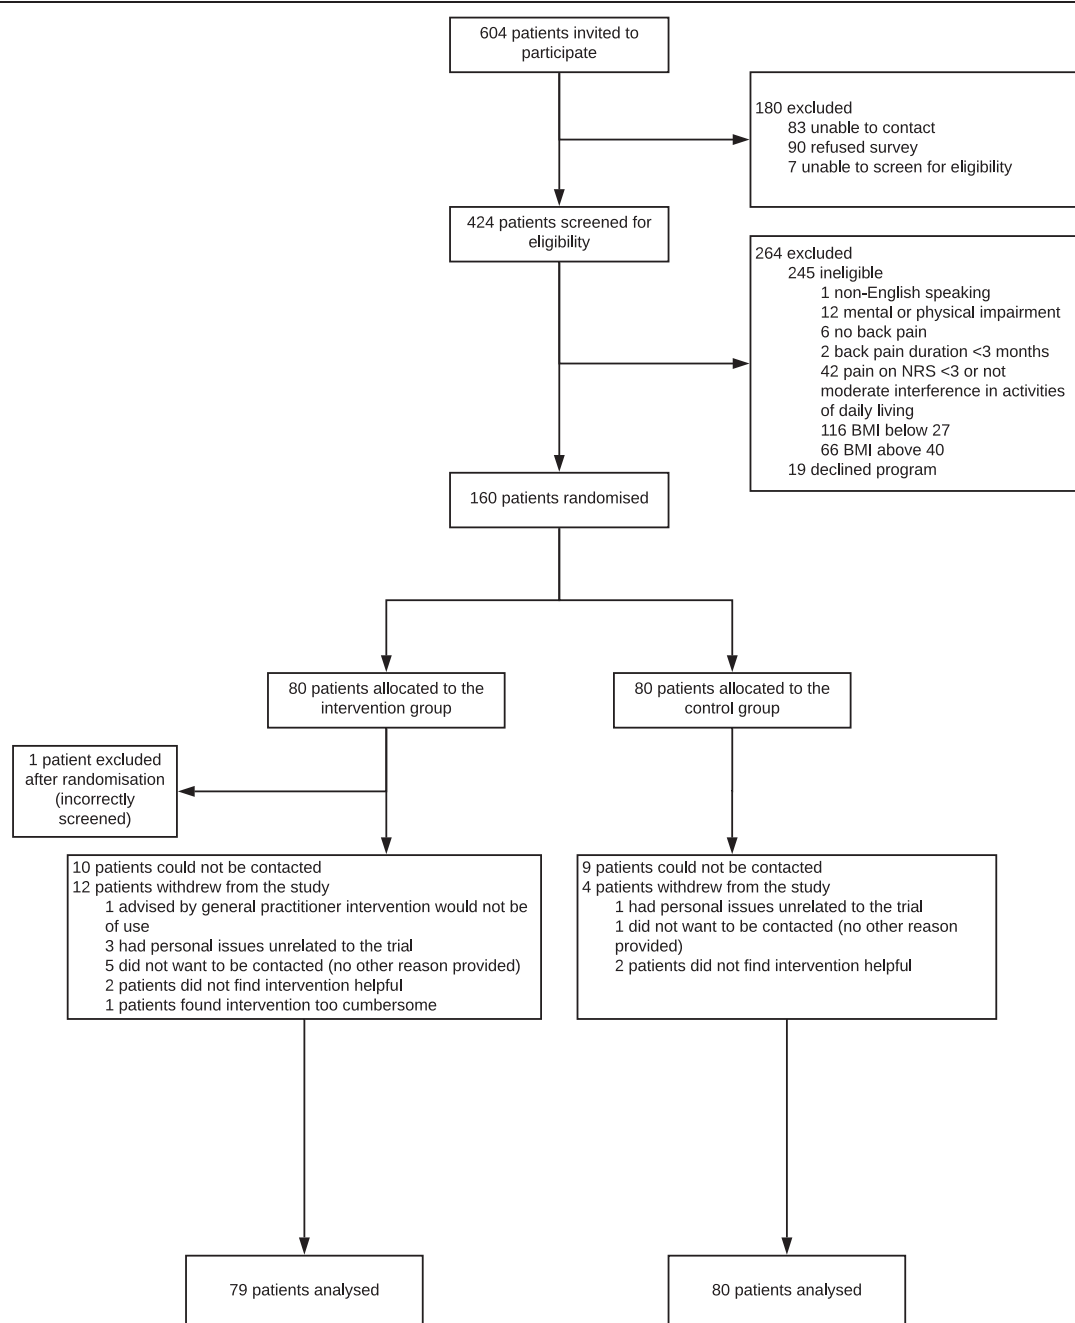 604 patients invited to
participate
180 excluded
83 unable to contact
90 refused survey
7 unable to screen for eligibility
424 patients screened for
eligibility
264 excluded
245 ineligible
1 non-English speaking
12 mental or physical impairment
6 no back pain
2 back pain duration <3 months
42 pain on NRS <3 or not
moderate interference in activities
of daily living
116 BMI below 27
66 BMI above 40
19 declined program
160 patients randomised
80 patients allocated to the
intervention group
80 patients allocated to the
control group
1 patient excluded
after randomisation
(incorrectly
screened)
10 patients could not be contacted
12 patients withdrew from the study
1 advised by general practitioner intervention would not be
of use
3 had personal issues unrelated to the trial
5 did not want to be contacted (no other reason provided)
2 patients did not find intervention helpful
1 patients found intervention too cumbersome
9 patients could not be contacted
4 patients withdrew from the study
1 had personal issues unrelated to the trial
1 did not want to be contacted (no other reason
provided)
2 patients did not find intervention helpful
79 patients analysed
80 patients analysed